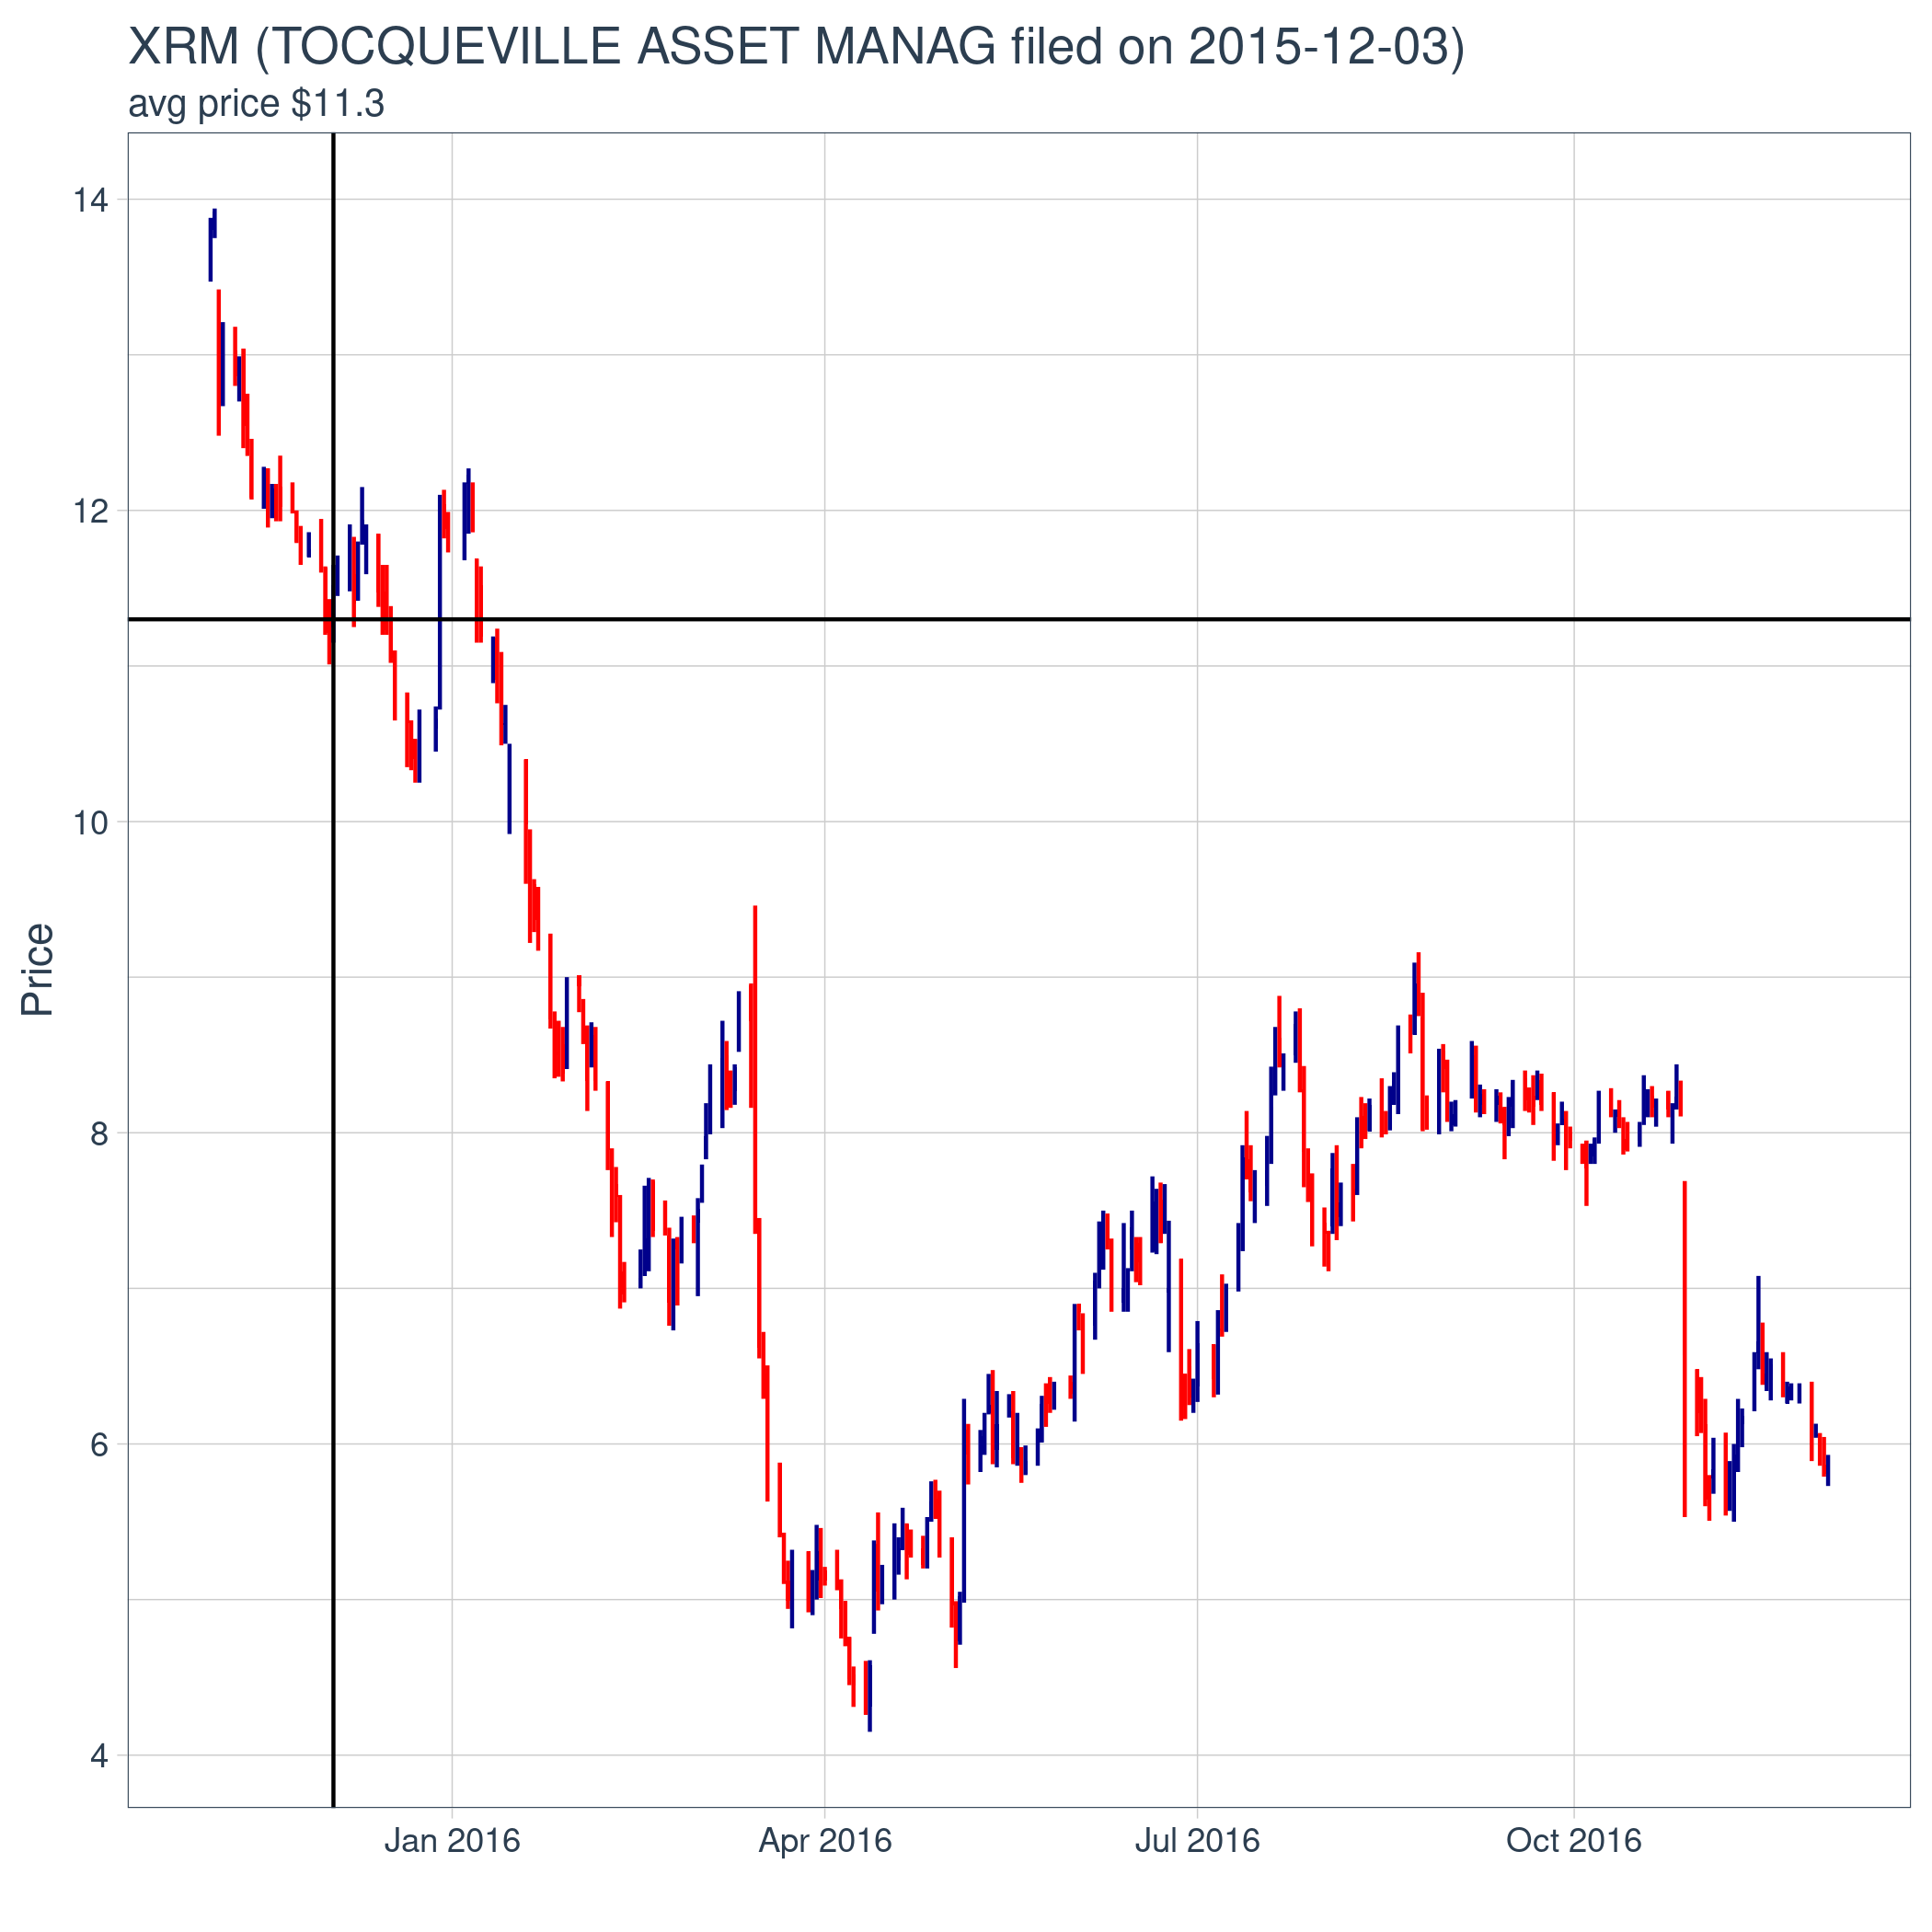 XRM (TOCQUEVILLE ASSET MANAG filed on 2015-12-03)
avg price $11.3
14
12
10
8
6
4
Price
Jan 2016
Apr 2016
Jul 2016
Oct 2016